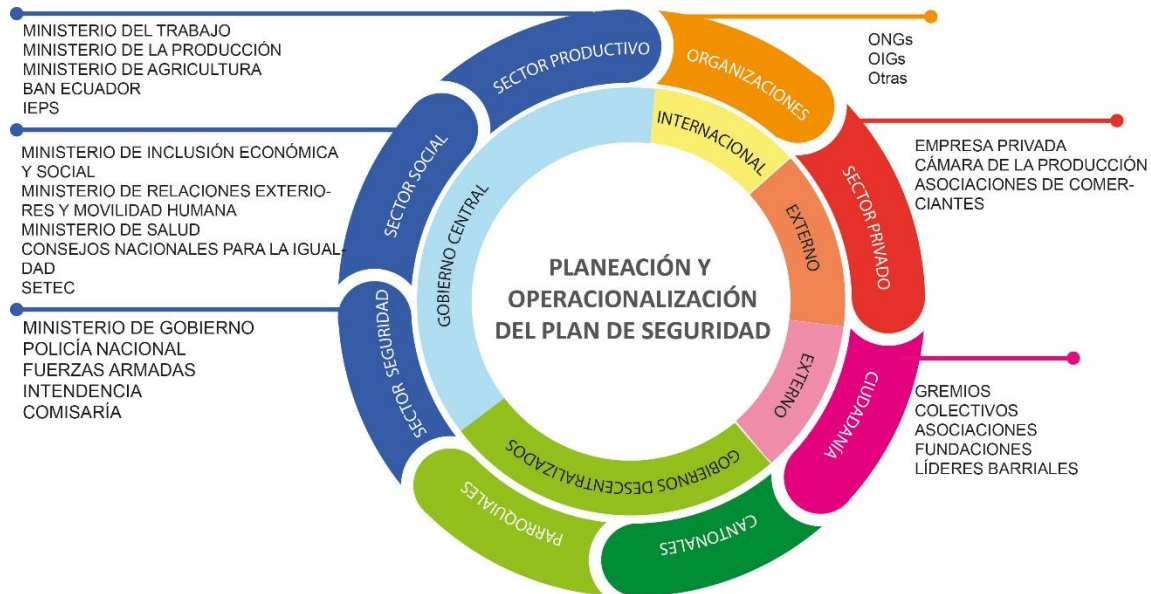 MINISTERIO DEL TRABAJO
MINISTERIO DE LA PRODUCCIÓN
MINISTERIO DE AGRICULTURA
BAN ECUADOR
IEPS
MINISTERIO DE INCLUSIÓN ECONÓMICA
Y SOCIAL
MINISTERIO DE RELACIONES EXTERIO-
RES Y MOVILIDAD HUMANA
MINISTERIO DE SALUD
CONSEJOS NACIONALES PARA LA IGUAL-
DAD
SETEC
MINISTERIO DE GOBIERNO
POLICÍA NACIONAL
FUERZAS ARMADAS
INTENDENCIA
COMISARÍA
SECTOR PRODUCTIVO
SECTOR SOCIAL
SECTOR SEGURIDAD
ORGANIZACIONES
SECTOR PRIVADO
CIUDADANÍA
CANTONALES
PARROQUIALES
GOBIERNO CENTRAL
INTERNACIONAL
EXTERNO
EXTERNO
GOBIERNOS DESCENTRALIZADOS
PLANEACIÓN Y
OPERACIONALIZACIÓN
DEL PLAN DE SEGURIDAD
ONGs
OIGs
Otras
EMPRESA PRIVADA
CÁMARA DE LA PRODUCCIÓN
ASOCIACIONES DE COMER-
CIANTES
GREMIOS
COLECTIVOS
ASOCIACIONES
FUNDACIONES
LÍDERES BARRIALES